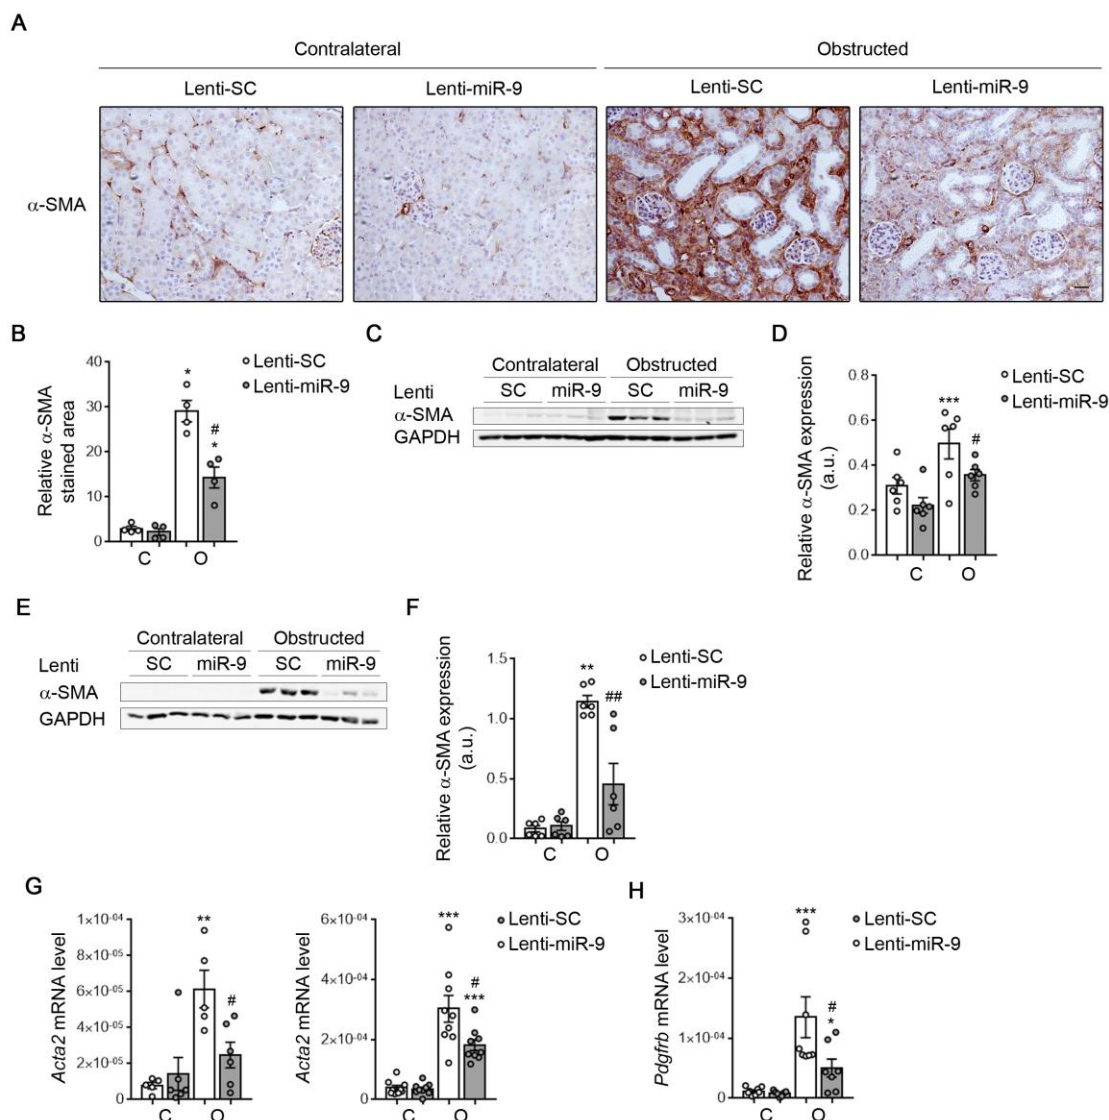 A
Contralateral Obstructed
Lenti-SC Lenti-miR-9 Lenti-SC Lenti-miR-9
α-SMA
B
Relative α-SMA
stained area
40
30
20
10
0
*
#
*
C O
Lenti-SC
Lenti-miR-9
C
Contralateral Obstructed
Lenti SC miR-9 SC miR-9
α-SMA
GAPDH
D
Relative α-SMA expression
(a.u.)
0.8
0.6
0.4
0.2
0.0
***
#
C O
Lenti-SC
Lenti-miR-9
E
Contralateral Obstructed
Lenti SC miR-9 SC miR-9
α-SMA
GAPDH
F
Relative α-SMA expression
(a.u.)
1.5
1.0
0.5
0.0
**
##
C O
Lenti-SC
Lenti-miR-9
G
Acta2 mRNA level
1×10-04
8×10-05
6×10-05
4×10-05
2×10-05
0
**
#
C O
Acta2 mRNA level
6×10-04
4×10-04
2×10-04
0
***
#
***
C O
Lenti-SC
Lenti-miR-9
H
Pdgfrb mRNA level
3×10-04
2×10-04
1×10-04
0
***
#
*
C O
Lenti-SC
Lenti-miR-9